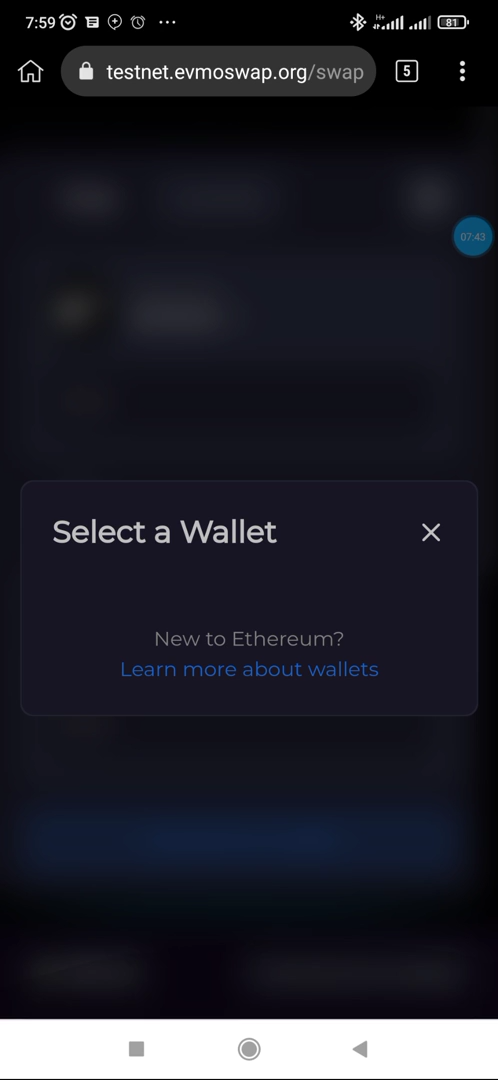 7:59
H+
81
testnet.evmoswap.org/swap
5
07:43
Select a Wallet
New to Ethereum?
Learn more about wallets